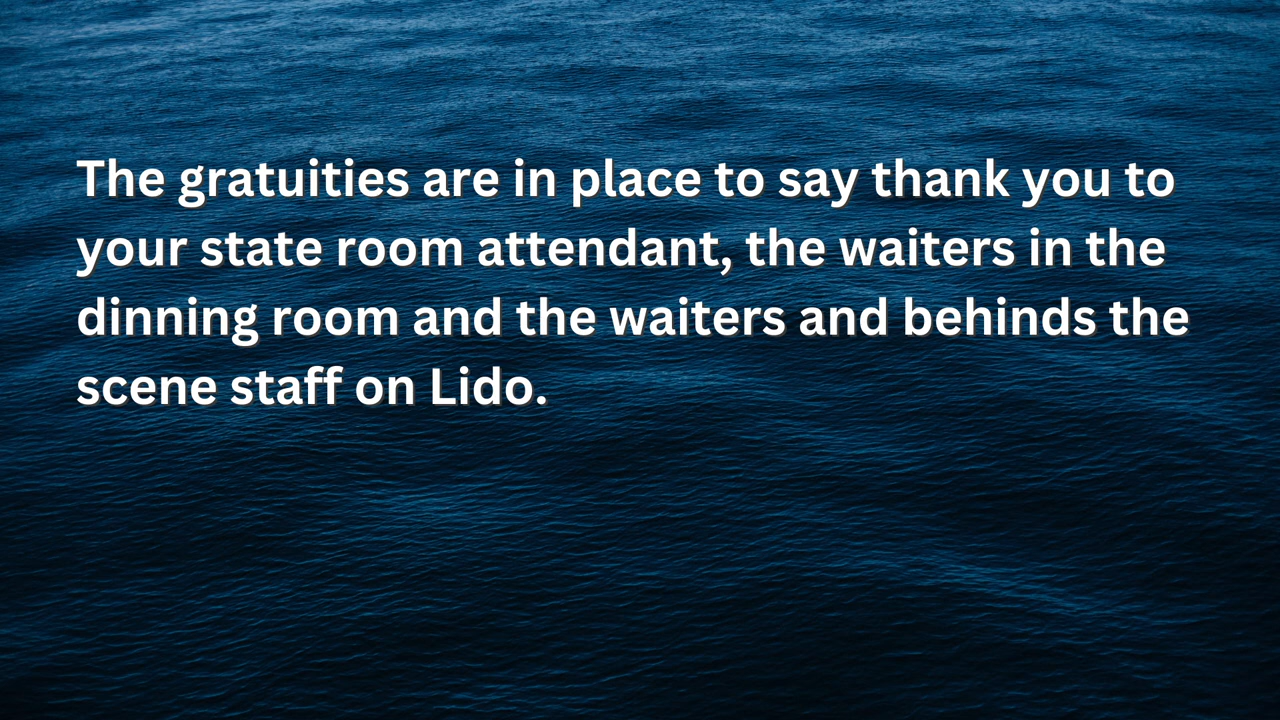 The gratuities are in place to say thank you to
your state room attendant, the waiters in the
dinning room and the waiters and behinds the
scene staff on Lido.